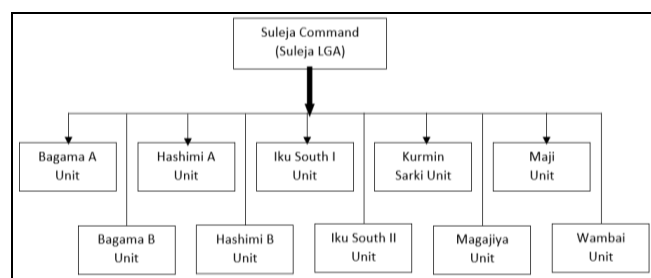 Suleja Command
(Suleja LGA)
Bagama A
Unit
Hashimi A
Unit
Iku South I
Unit
Kurmin
Sarki Unit
Maji
Unit
Bagama B
Unit
Hashimi B
Unit
Iku South II
Unit
Magajiya
Unit
Wambai
Unit